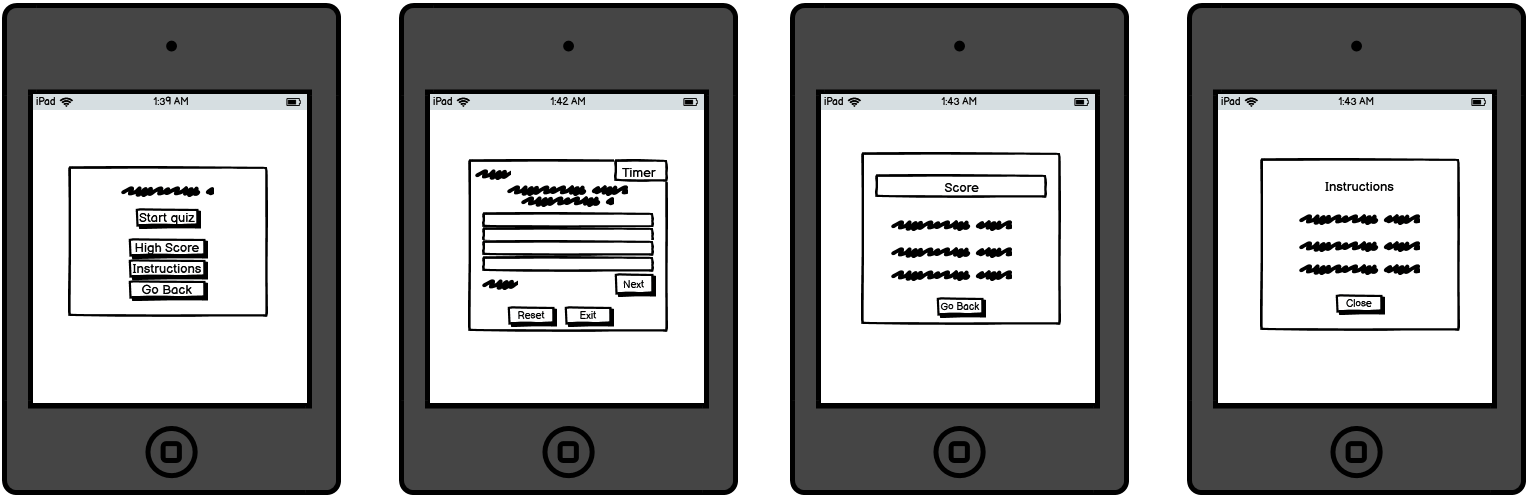 iPad 1:39 AM
Start quiz
High Score
Instructions
Go Back
iPad 1:42 AM
Timer
Next
Reset Exit
iPad 1:43 AM
Score
Go Back
iPad 1:43 AM
Instructions
Close